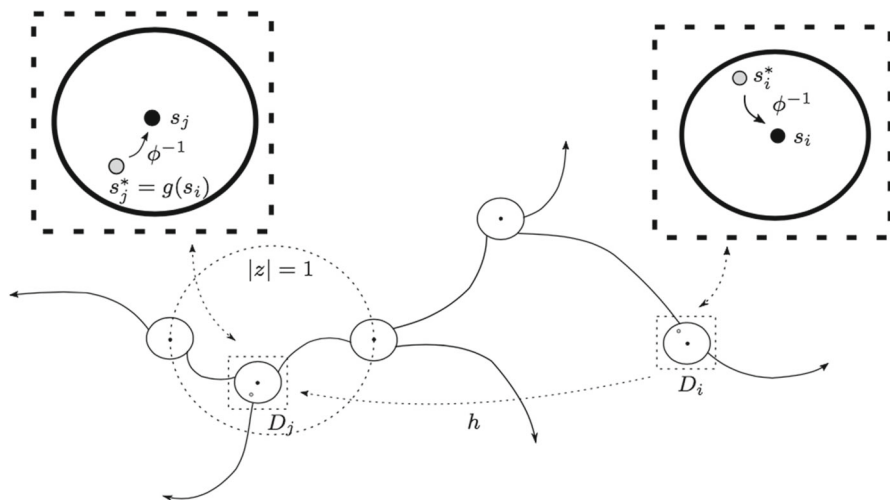 s_j
ϕ^{-1}
s_j^* = g(s_i)
s_i^*
ϕ^{-1}
s_i
|z| = 1
D_j
h
D_i